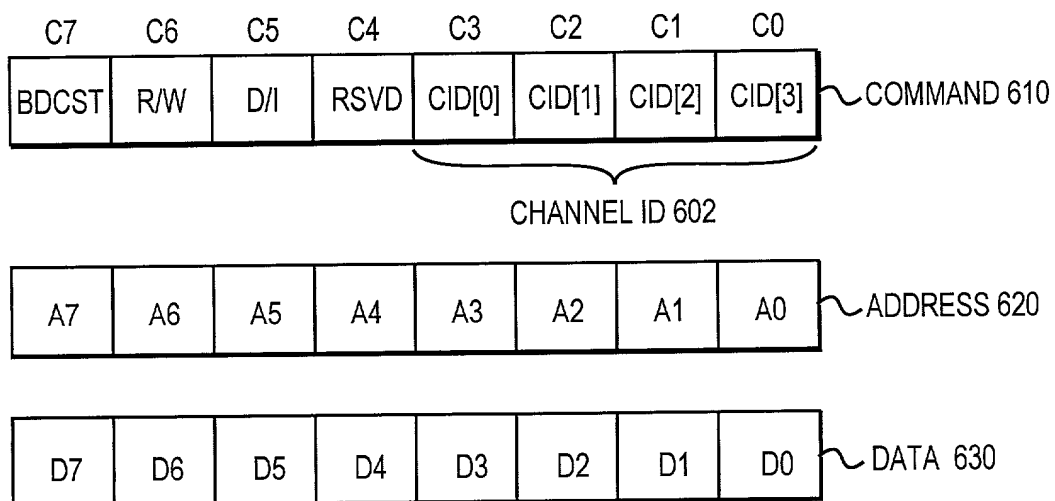 C7 C6 C5 C4 C3 C2 C1 C0
BDCST R/W D/I RSVD CID[0] CID[1] CID[2] CID[3] COMMAND 610
CHANNEL ID 602
A7 A6 A5 A4 A3 A2 A1 A0 ADDRESS 620
D7 D6 D5 D4 D3 D2 D1 D0 DATA 630